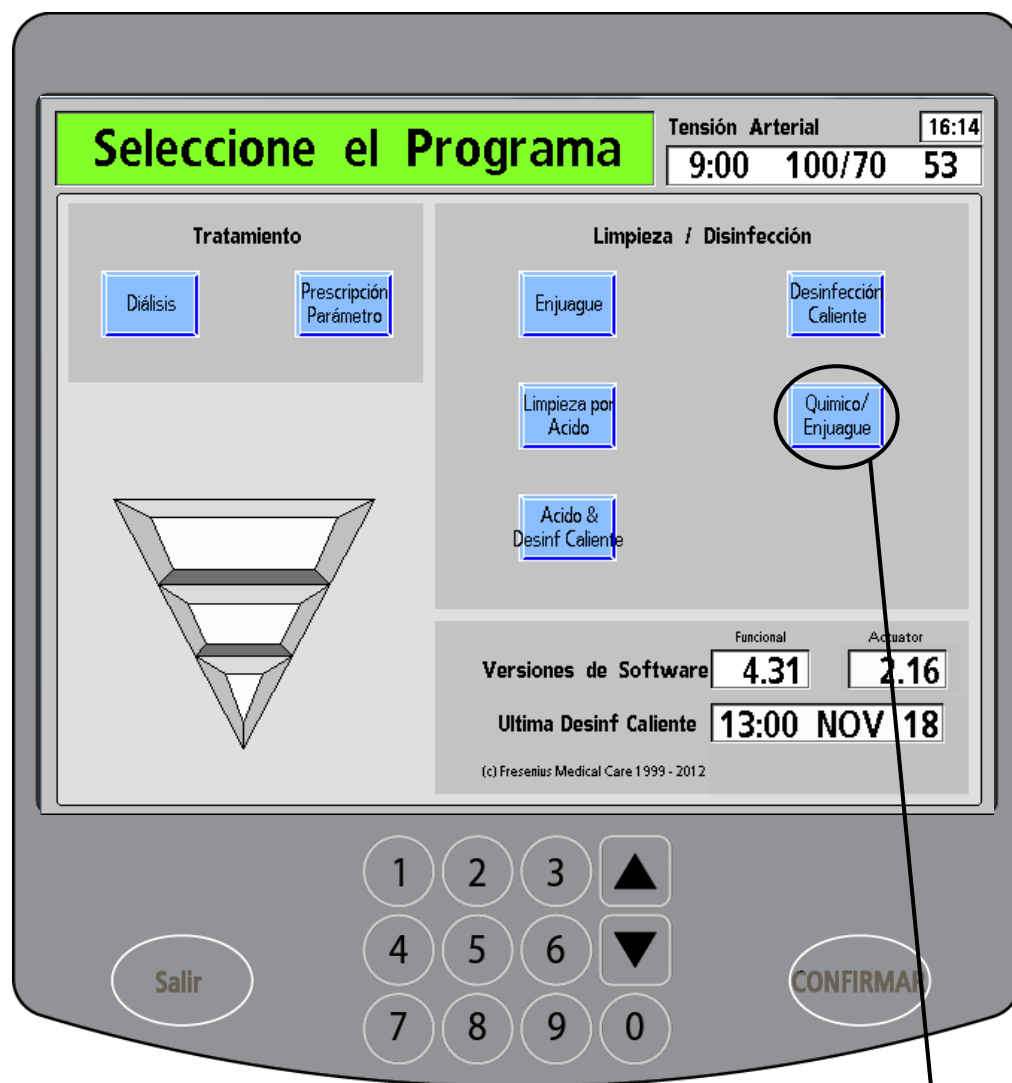 Seleccione el Programa
Tensión Arterial
16:14
9:00 100/70 53
Tratamiento
Diálisis
Prescripción
Parámetro
Limpieza / Disinfección
Enjuague
Desinfección
Caliente
Limpieza por
Acido
Quimico/
Enjuague
Acido &
Desinf Caliente
Funcional
Actuator
Versiones de Software 4.31 2.16
Ultima Desinf Caliente 13:00 NOV 18
(c) Fresenius Medical Care 1999 - 2012
1 2 3
4 5 6
7 8 9 0
Salir
CONFIRMAR